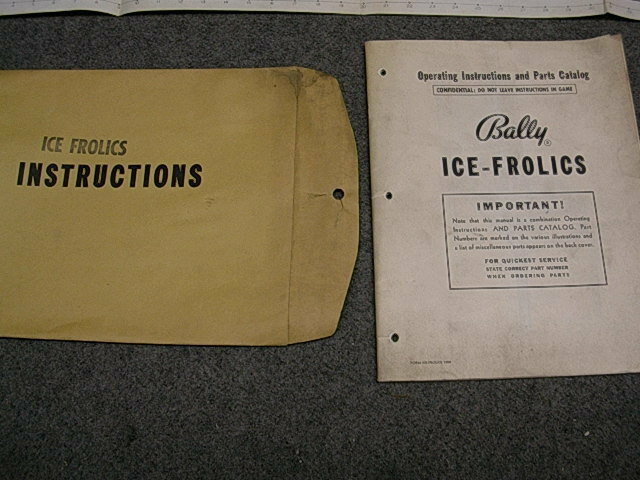 ICE FROLICS
INSTRUCTIONS
Operating Instructions and Parts Catalog
CONFIDENTIAL: DO NOT LEAVE INSTRUCTIONS IN GAME
Bally®
ICE-FROLICS
IMPORTANT!
Note that this manual is a combination Operating
Instructions AND PARTS CATALOG. Part
Numbers are marked on the various illustrations and
a list of miscellaneous parts appears on the back cover.
FOR QUICKEST SERVICE
STATE CORRECT PART NUMBER
WHEN ORDERING PARTS